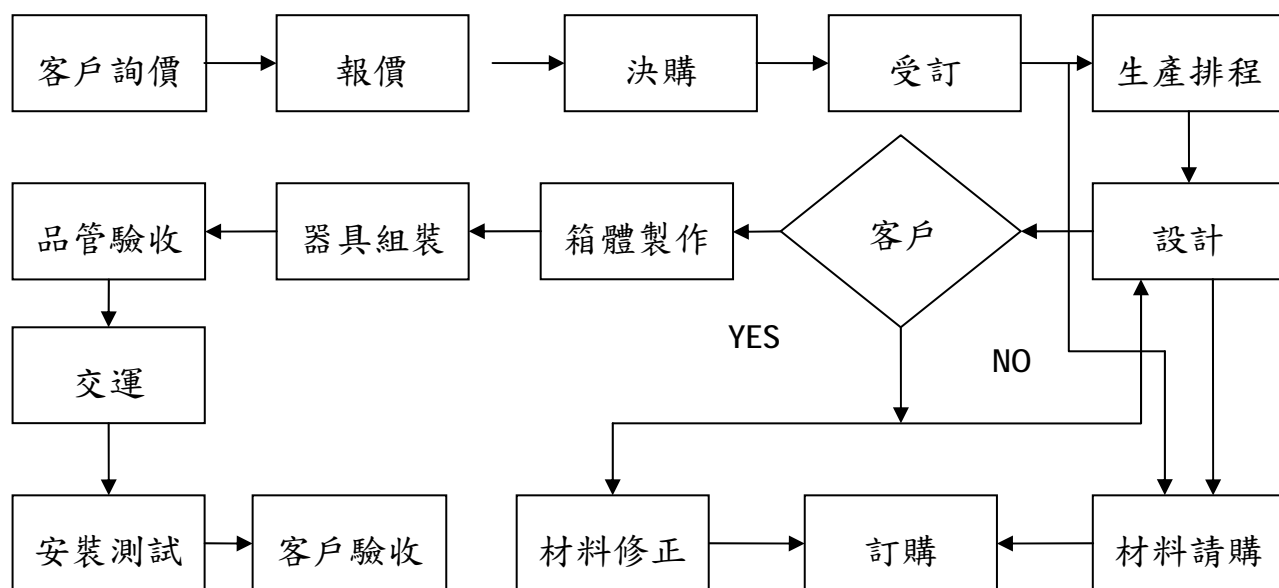 客戶詢價
報價
決購
受訂
生產排程
品管驗收
器具組裝
箱體製作
客戶
設計
YES
NO
交運
安裝測試
客戶驗收
材料修正
訂購
材料請購